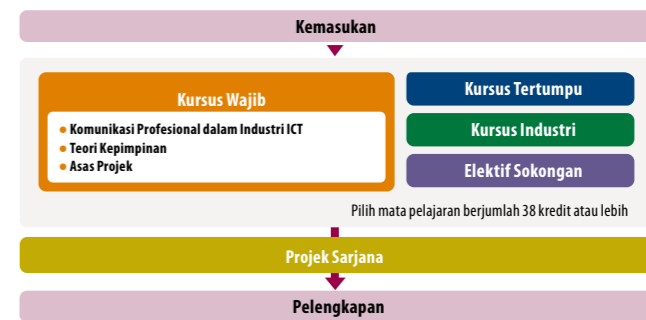 Kemasukan
Kursus Wajib
● Komunikasi Profesional dalam Industri ICT
● Teori Kepimpinan
● Asas Projek
Kursus Tertumpu
Kursus Industri
Elektif Sokongan
Pilih mata pelajaran berjumlah 38 kredit atau lebih
Projek Sarjana
Pelengkapan